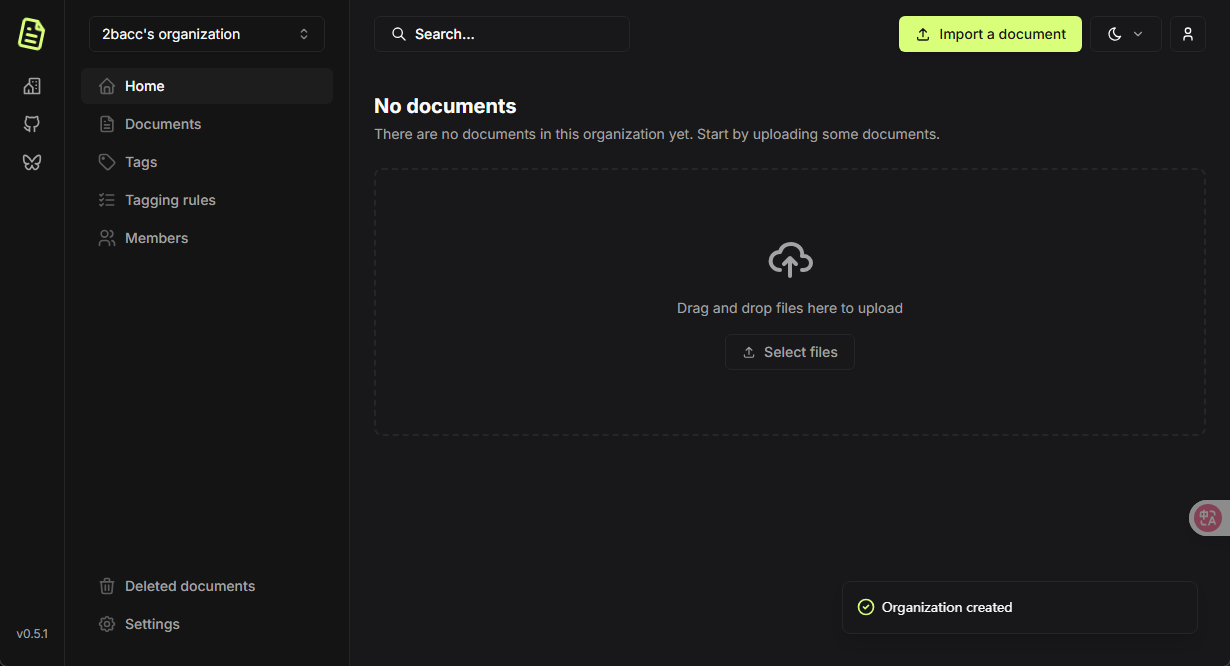 2bacc's organization
Search...
Import a document
Home
Documents
Tags
Tagging rules
Members
No documents
There are no documents in this organization yet. Start by uploading some documents.
Drag and drop files here to upload
Select files
中A
Deleted documents
Settings
Organization created
v0.5.1